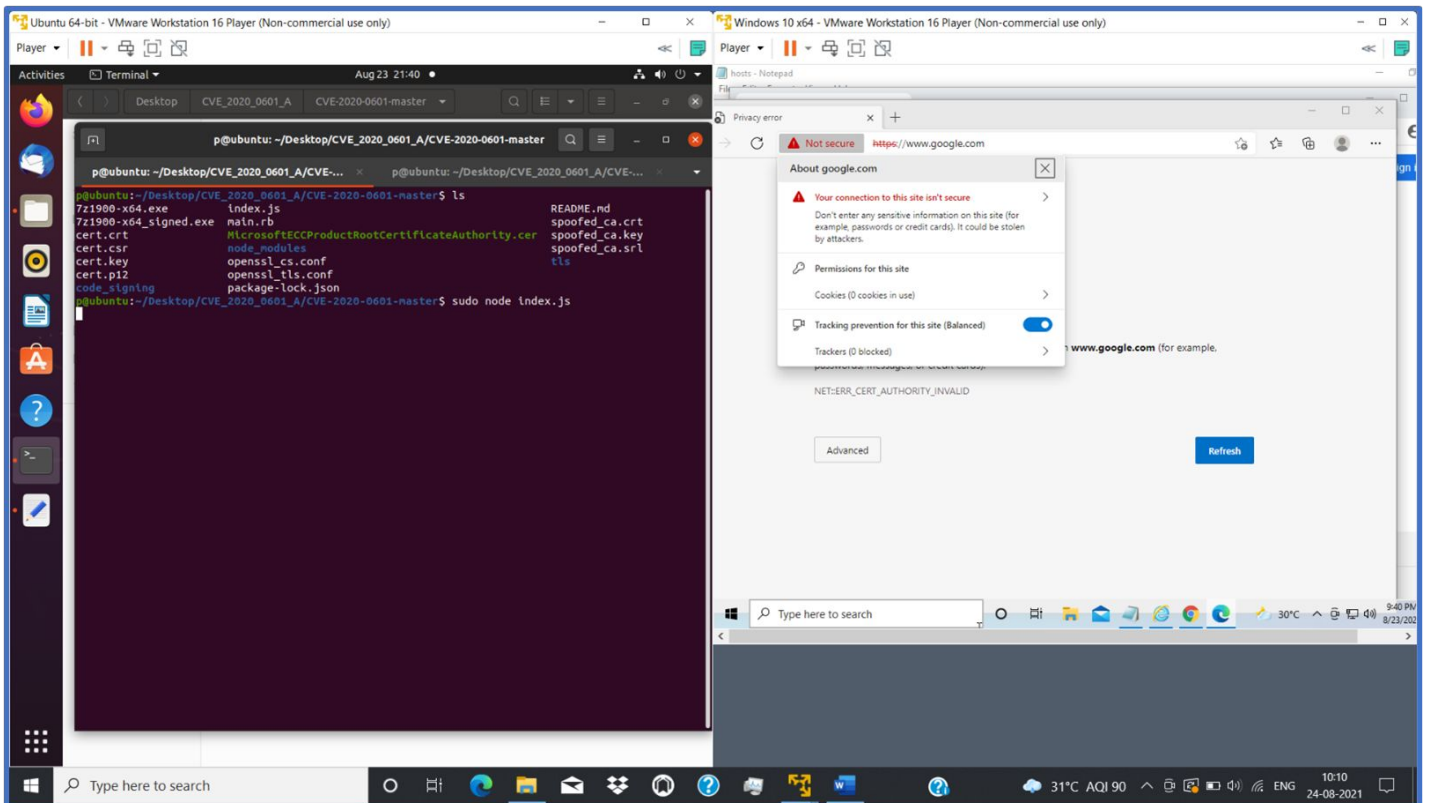 Ubuntu 64-bit - VMware Workstation 16 Player (Non-commercial use only)
Player
Activities
Terminal
Aug 23 21:40
Desktop
CVE_2020_0601_A
CVE-2020-0601-master
p@ubuntu: ~/Desktop/CVE_2020_0601_A/CVE-2020-0601-master
p@ubuntu: ~/Desktop/CVE_2020_0601_A/CVE-...
p@ubuntu: ~/Desktop/CVE_2020_0601_A/CVE-...
p@ubuntu:~/Desktop/CVE_2020_0601_A/CVE-2020-0601-master$ ls
7z1900-x64.exe index.js README.md
7z1900-x64_signed.exe main.rb spoofed_ca.crt
cert.crt MicrosoftECCProductRootCertificateAuthority.cer spoofed_ca.key
cert.csr node_modules spoofed_ca.srl
cert.key openssl_cs.conf tls
cert.p12 openssl_tls.conf
code_signing package-lock.json
p@ubuntu:~/Desktop/CVE_2020_0601_A/CVE-2020-0601-master$ sudo node index.js
Windows 10 x64 - VMware Workstation 16 Player (Non-commercial use only)
Player
hosts - Notepad
Privacy error
Not secure
https://www.google.com
About google.com
Your connection to this site isn't secure
Don't enter any sensitive information on this site (for
example, passwords or credit cards). It could be stolen
by attackers.
Permissions for this site
Cookies (0 cookies in use)
Tracking prevention for this site (Balanced)
Trackers (0 blocked)
www.google.com (for example,
passwords, messages, or credit cards).
NET::ERR_CERT_AUTHORITY_INVALID
Advanced
Refresh
Type here to search
30°C
9:40 PM
8/23/202
Type here to search
31°C AQI 90
ENG
10:10
24-08-2021